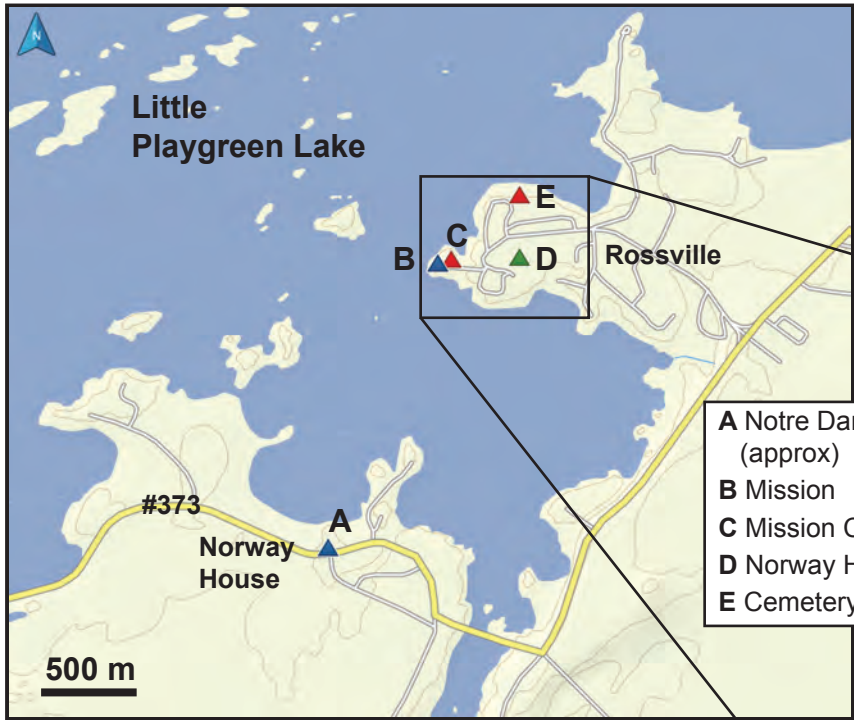 N
Little
Playgreen Lake
E
C
B
D
Rossville
#373
A
Norway
House
500 m
A Notre Dar
(approx)
B Mission
C Mission C
D Norway H
E Cemetery